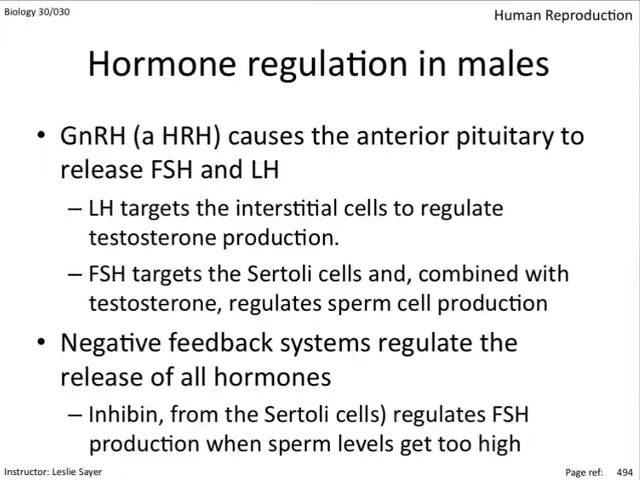 Biology 30/030
Human Reproduction
Hormone regulation in males
• GnRH (a HRH) causes the anterior pituitary to
release FSH and LH
– LH targets the interstitial cells to regulate
testosterone production.
– FSH targets the Sertoli cells and, combined with
testosterone, regulates sperm cell production
• Negative feedback systems regulate the
release of all hormones
– Inhibin, from the Sertoli cells) regulates FSH
production when sperm levels get too high
Instructor: Leslie Sayer
Page ref: 494